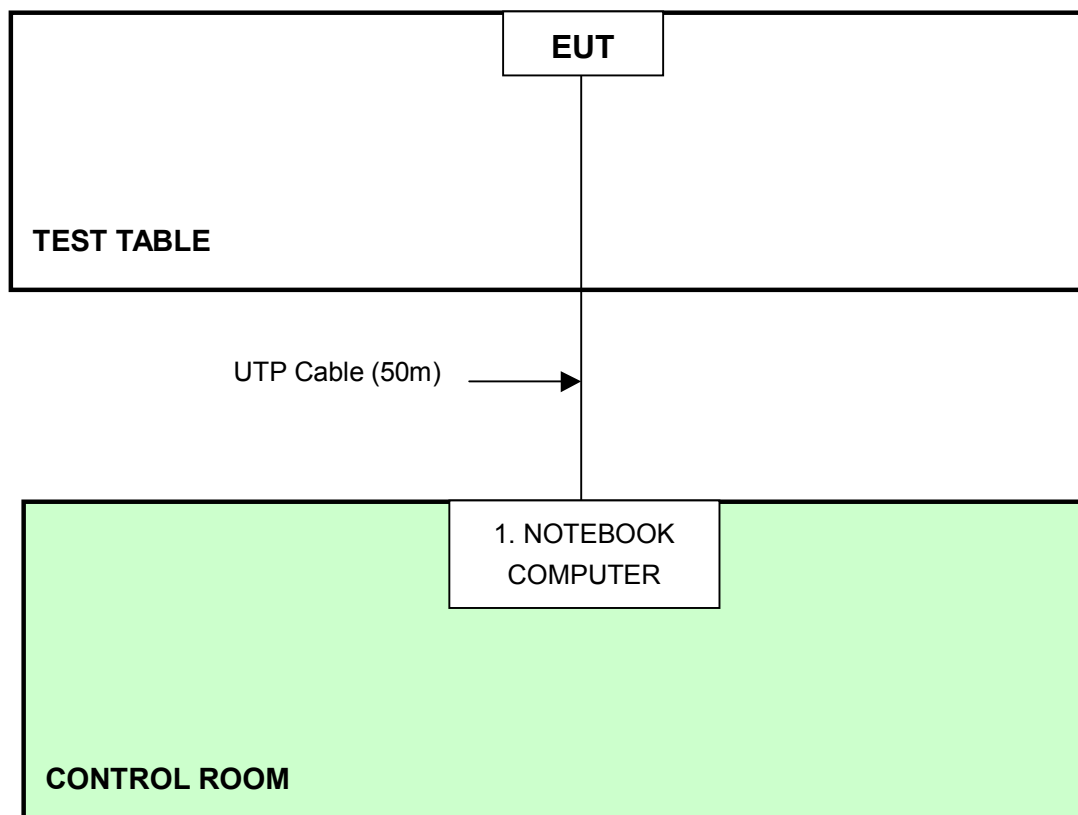 EUT
TEST TABLE
UTP Cable (50m)
1. NOTEBOOK
COMPUTER
CONTROL ROOM